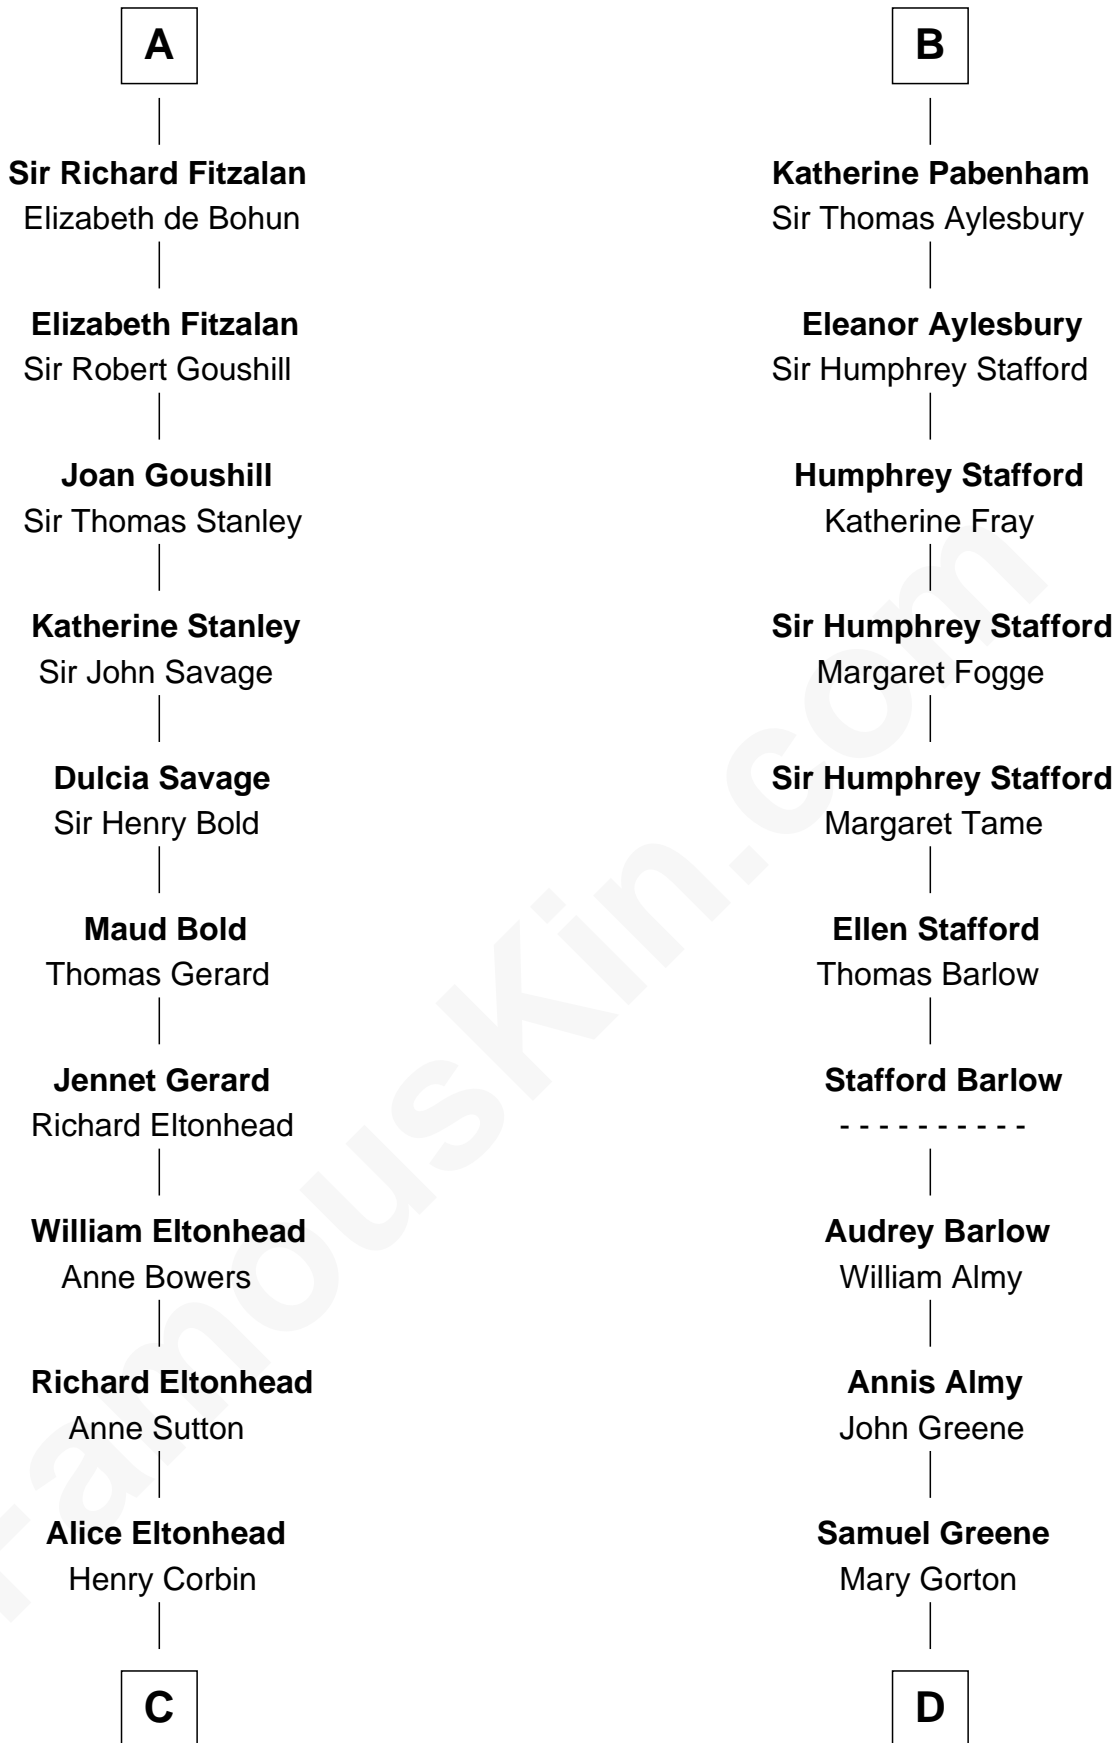 A
Sir Richard Fitzalan
Elizabeth de Bohun
Elizabeth Fitzalan
Sir Robert Goushill
Joan Goushill
Sir Thomas Stanley
Katherine Stanley
Sir John Savage
Dulcia Savage
Sir Henry Bold
Maud Bold
Thomas Gerard
Jennet Gerard
Richard Eltonhead
William Eltonhead
Anne Bowers
Richard Eltonhead
Anne Sutton
Alice Eltonhead
Henry Corbin
C
B
Katherine Pabenham
Sir Thomas Aylesbury
Eleanor Aylesbury
Sir Humphrey Stafford
Humphrey Stafford
Katherine Fray
Sir Humphrey Stafford
Margaret Fogge
Sir Humphrey Stafford
Margaret Tame
Ellen Stafford
Thomas Barlow
Stafford Barlow
- - - - - - - - - -
Audrey Barlow
William Almy
Annis Almy
John Greene
Samuel Greene
Mary Gorton
D
FamousKin.com